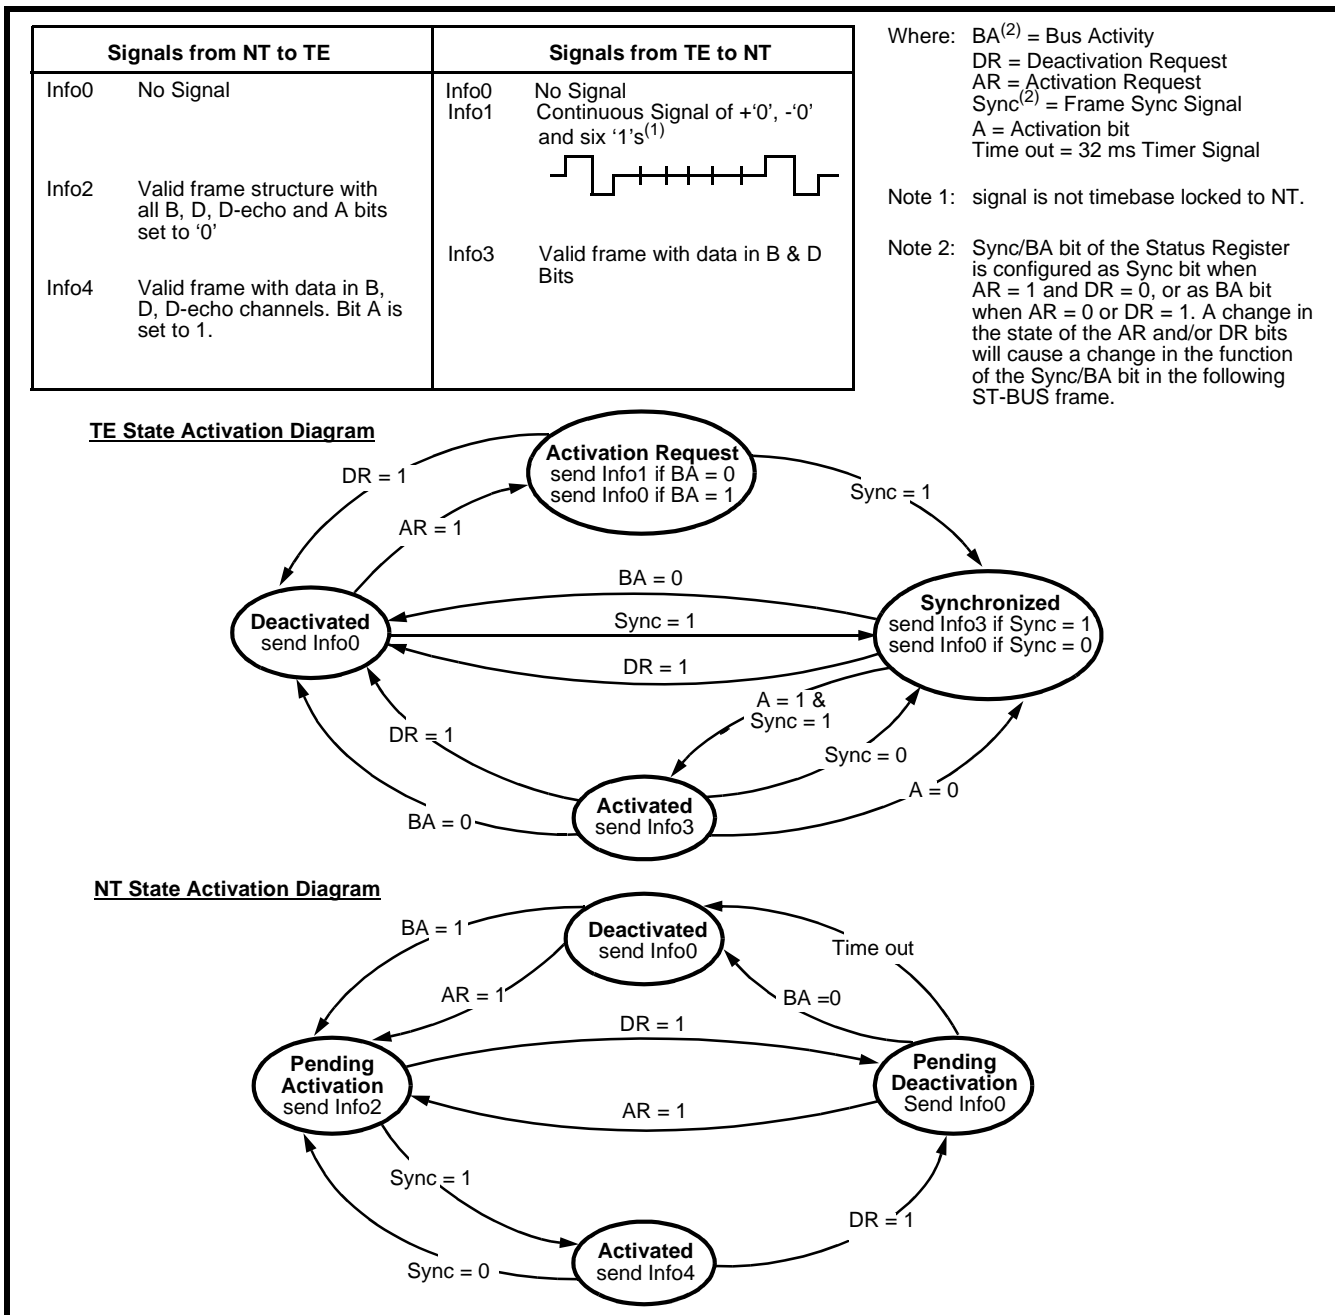 Signals from NT to TE
Signals from TE to NT
Info0 No Signal
Info2 Valid frame structure with
all B, D, D-echo and A bits
set to ‘0’
Info4 Valid frame with data in B,
D, D-echo channels. Bit A is
set to 1.
Info0 No Signal
Info1 Continuous Signal of +‘0’, -‘0’
and six ‘1’s(1)
Info3 Valid frame with data in B & D
Bits
Where: BA(2) = Bus Activity
DR = Deactivation Request
AR = Activation Request
Sync(2) = Frame Sync Signal
A = Activation bit
Time out = 32 ms Timer Signal
Note 1: signal is not timebase locked to NT.
Note 2: Sync/BA bit of the Status Register
is configured as Sync bit when
AR = 1 and DR = 0, or as BA bit
when AR = 0 or DR = 1. A change in
the state of the AR and/or DR bits
will cause a change in the function
of the Sync/BA bit in the following
ST-BUS frame.
TE State Activation Diagram
Activation Request
send Info1 if BA = 0
send Info0 if BA = 1
DR = 1
AR = 1
Sync = 1
BA = 0
Deactivated
send Info0
Sync = 1
Synchronized
send Info3 if Sync = 1
send Info0 if Sync = 0
DR = 1
A = 1 &
Sync = 1
DR = 1
Sync = 0
A = 0
BA = 0
Activated
send Info3
NT State Activation Diagram
BA = 1
Deactivated
send Info0
Time out
AR = 1
BA =0
DR = 1
Pending
Activation
send Info2
Pending
Deactivation
Send Info0
AR = 1
Sync = 1
DR = 1
Sync = 0
Activated
send Info4